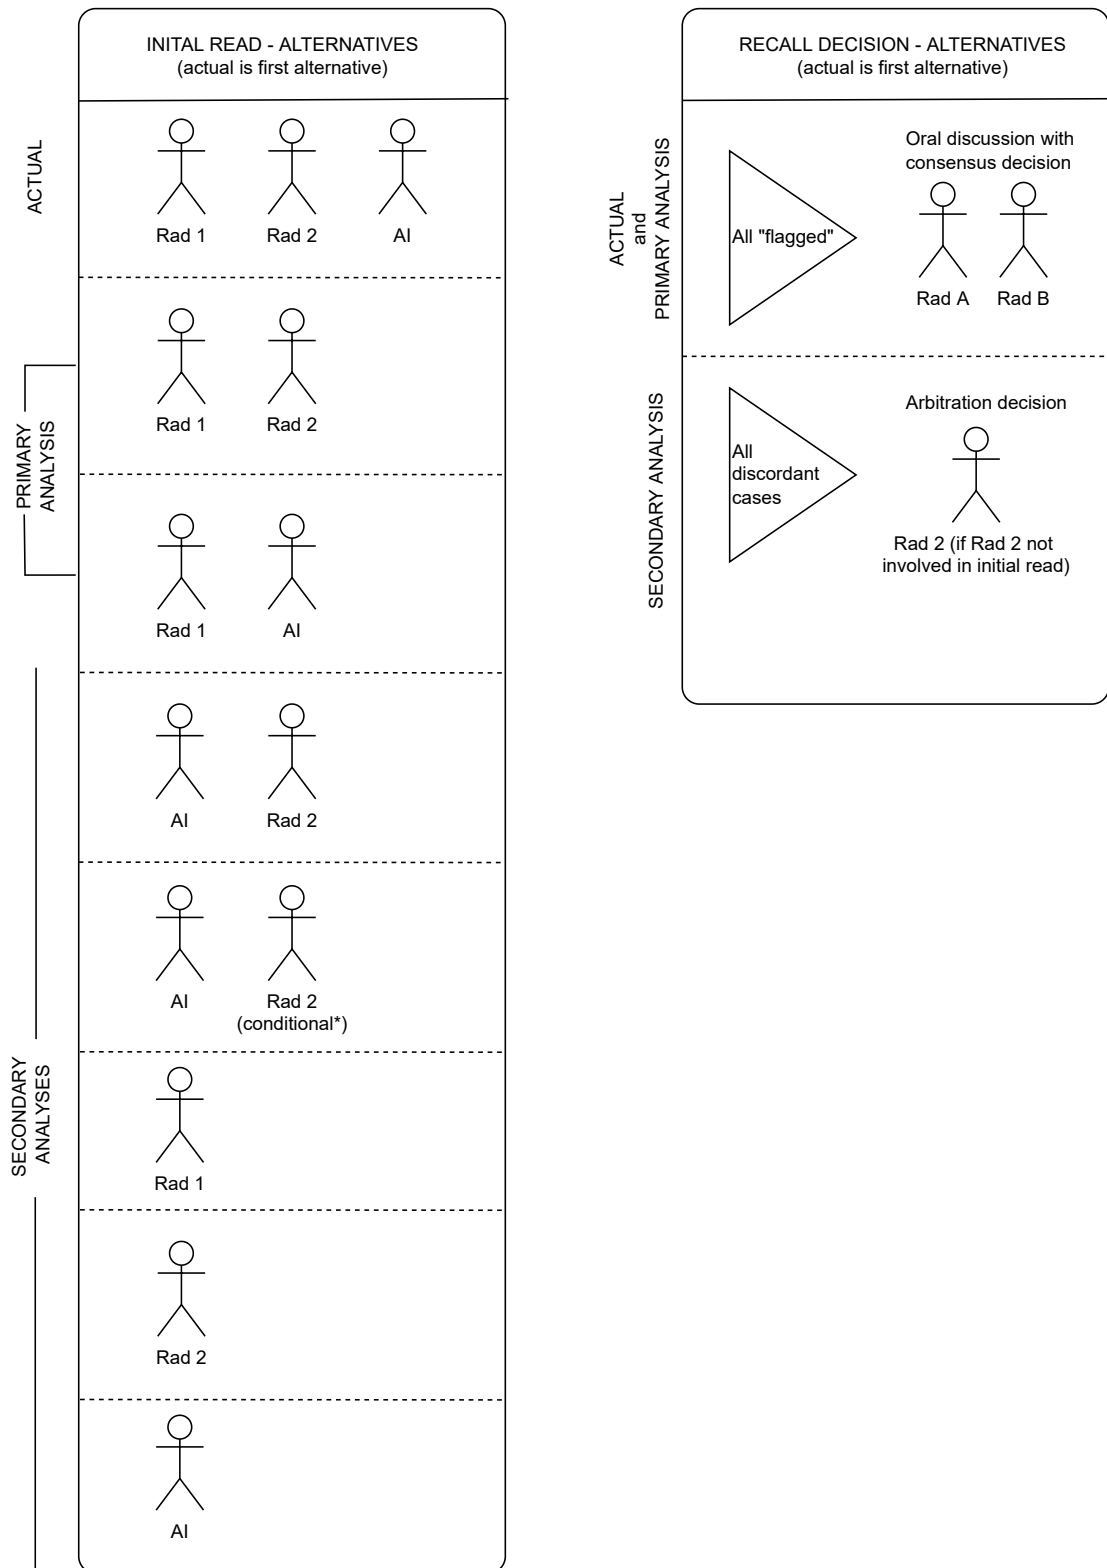 INITAL READ - ALTERNATIVES
(actual is first alternative)
ACTUAL
Rad 1
Rad 2
AI
PRIMARY
ANALYSIS
Rad 1
Rad 2
Rad 1
AI
SECONDARY
ANALYSES
AI
Rad 2
AI
Rad 2
(conditional*)
Rad 1
Rad 2
AI
RECALL DECISION - ALTERNATIVES
(actual is first alternative)
ACTUAL
and
PRIMARY ANALYSIS
All "flagged"
Oral discussion with
consensus decision
Rad A
Rad B
SECONDARY ANALYSIS
All
discordant
cases
Arbitration decision
Rad 2 (if Rad 2 not
involved in initial read)